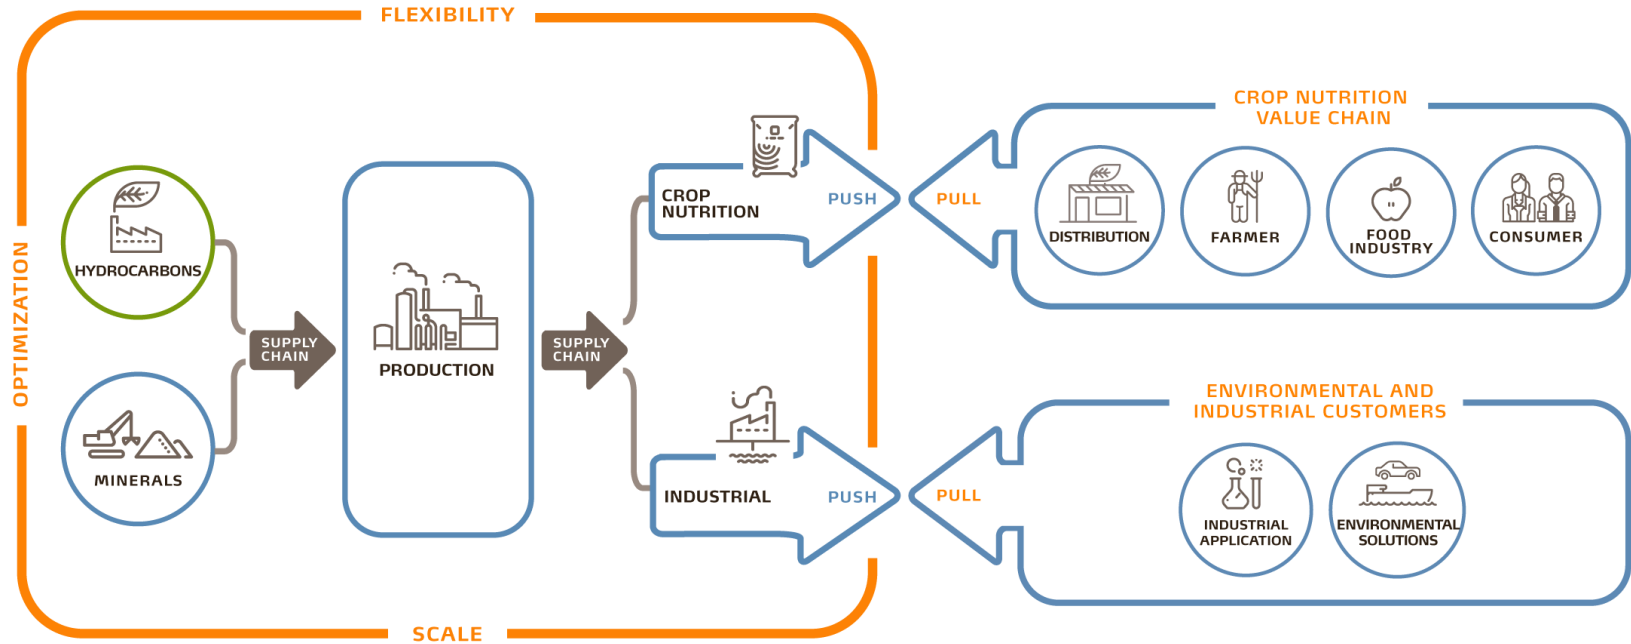 FLEXIBILITY
OPTIMIZATION
HYDROCARBONS
MINERALS
SUPPLY
CHAIN
PRODUCTION
SUPPLY
CHAIN
CROP
NUTRITION
PUSH
INDUSTRIAL
PUSH
SCALE
PULL
CROP NUTRITION
VALUE CHAIN
DISTRIBUTION
FARMER
FOOD
INDUSTRY
CONSUMER
PULL
ENVIRONMENTAL AND
INDUSTRIAL CUSTOMERS
INDUSTRIAL
APPLICATION
ENVIRONMENTAL
SOLUTIONS